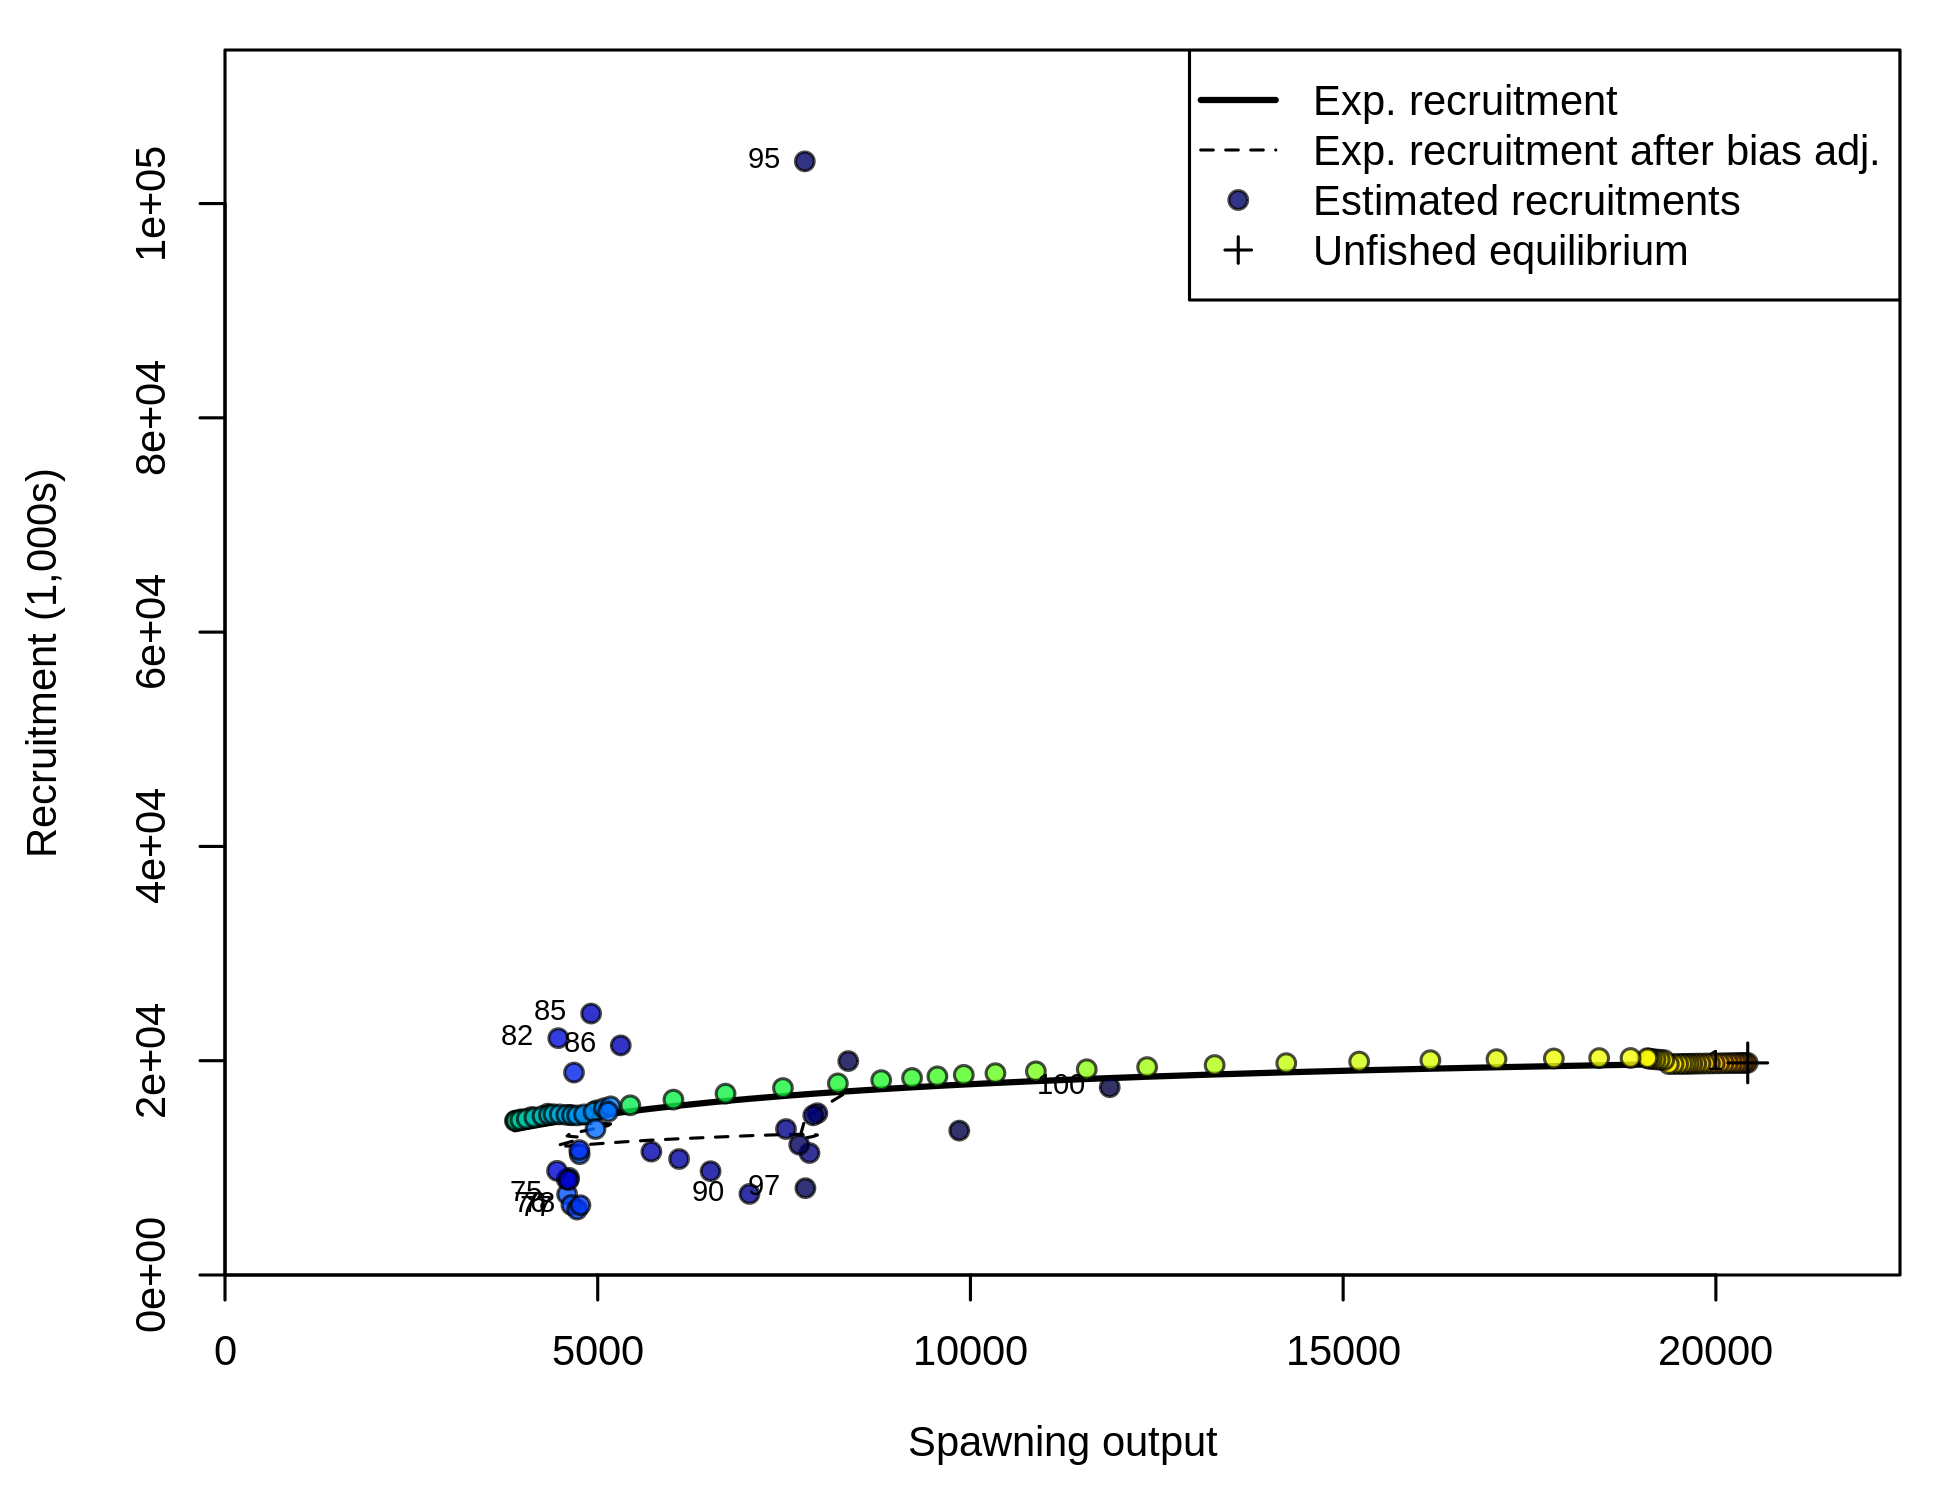 Exp. recruitment
Exp. recruitment after bias adj.
Estimated recruitments
Unfished equilibrium
Recruitment (1,000s)
1e+05
8e+04
6e+04
4e+04
2e+04
0e+00
95
85
82
86
1
100
75
90
97
0
5000
10000
15000
20000
Spawning output